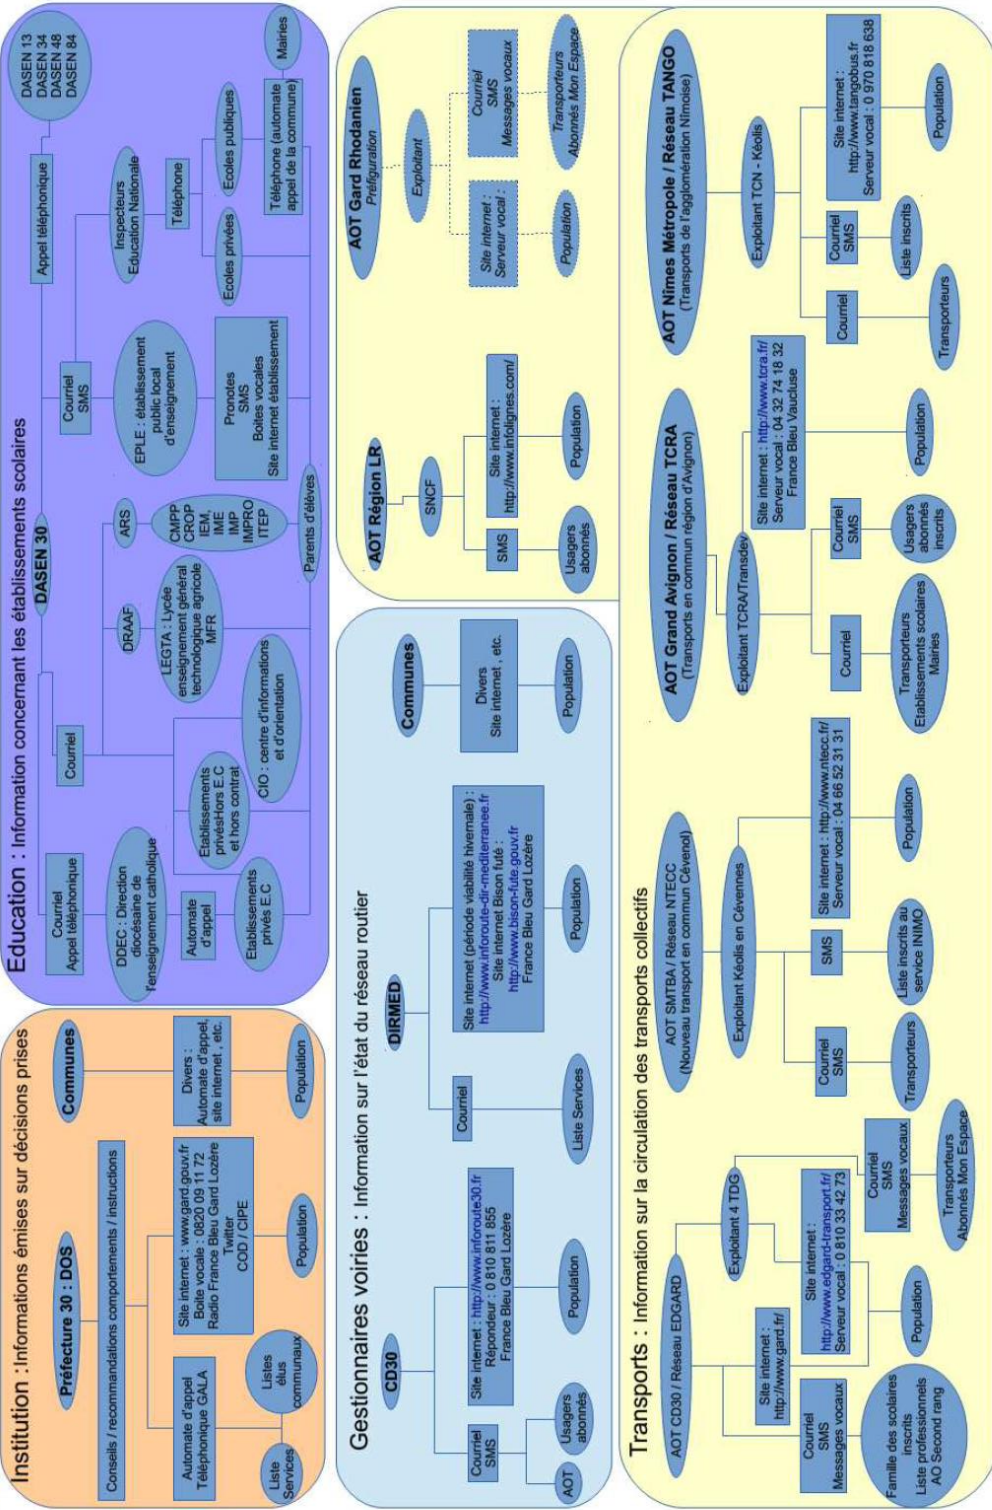 Institution : Informations émises sur décisions prises
Préfecture 30 : DOS
Conseils / recommandations comportements / instructions
Automate d'appel
Téléphonique GALA
Liste
Services
Listes
élus
communaux
Site internet : www.gard.gouv.fr
Boite vocale : 0820 09 11 72
Radio France Bleu Gard Lozère
Twitter
COD / CIPE
Population
Communes
Divers :
Automate d'appel,
site internet , etc.
Population
Education : Information concernant les établissements scolaires
DASEN 30
Courriel
Appel téléphonique
DDEC : Direction
diocésaine de
l'enseignement catholique
Automate
d'appel
Etablissements
privés E.C
Courriel
Etablissements
privésHors E.C
et hors contrat
CIO : centre d'informations
et d'orientation
DRAAF
LEGTA : Lycée
enseignement général
technologique agricole
MFR
ARS
CMPP
CROP
IEM,
IME
IMP
IMPRO
ITEP
Parents d'élèves
Courriel
SMS
EPLE : établissement
public local
d'enseignement
Pronotes
SMS
Boites vocales
Site internet établissement
Inspecteurs
Education Nationale
Téléphone
Ecoles privées
Ecoles publiques
Appel téléphonique
DASEN 13
DASEN 34
DASEN 48
DASEN 84
Téléphone (automate
appel de la commune)
Mairies
Gestionnaires voiries : Information sur l'état du réseau routier
CD30
Courriel
SMS
AOT
Usagers
abonnés
Site internet : http://www.inforoute30.fr
Répondeur : 0 810 811 855
France Bleu Gard Lozère
Population
DIRMED
Courriel
Liste Services
Site internet (période viabilité hivernale) :
http://www.inforoute-dir-mediterranee.fr
Site internet Bison futé :
http://www.bison-fute.gouv.fr
France Bleu Gard Lozère
Population
Communes
Divers
Site internet , etc.
Population
AOT Région LR
SNCF
SMS
Usagers
abonnés
Site internet :
http://www.infolignes.com/
Population
AOT Gard Rhodanien
Préfiguration
Exploitant
Site internet :
Serveur vocal :
Population
Courriel
SMS
Messages vocaux
Transporteurs
Abonnés Mon Espace
Transports : Information sur la circulation des transports collectifs
AOT CD30 / Réseau EDGARD
Courriel
SMS
Messages vocaux
Famille des scolaires
inscrits
Liste professionnels
AO Second rang
Site internet :
http://www.gard.fr/
Exploitant 4 TDG
Site internet :
http://www.edgard-transport.fr/
Serveur vocal : 0 810 33 42 73
Population
Courriel
SMS
Messages vocaux
Transporteurs
Abonnés Mon Espace
AOT SMTBA / Réseau NTECC
(Nouveau transport en commun Cévenol)
Exploitant Kéolis en Cévennes
Courriel
SMS
Transporteurs
SMS
Liste inscrits au
service INIMO
Site internet : http://www.ntecc.fr/
Serveur vocal : 04 66 52 31 31
Population
AOT Grand Avignon / Réseau TCRA
(Transports en commun région d'Avignon)
Exploitant TCRA/Transdev
Courriel
Transporteurs
Etablissements scolaires
Mairies
Courriel
SMS
Usagers
abonnés
inscrits
Site internet : http://www.tcra.fr/
Serveur vocal : 04 32 74 18 32
France Bleu Vaucluse
Population
AOT Nîmes Métropole / Réseau TANGO
(Transports de l'agglomération Nîmoise)
Exploitant TCN - Kéolis
Courriel
Transporteurs
Courriel
SMS
Liste inscrits
Site internet :
http://www.tangobus.fr
Serveur vocal : 0 970 818 638
Population